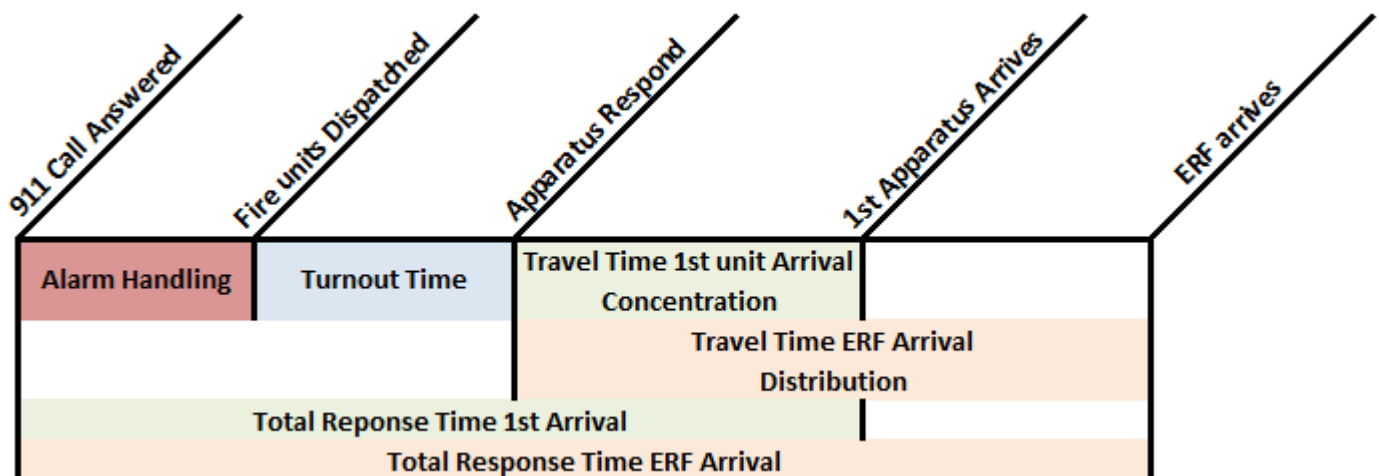 911 Call Answered
Fire units Dispatched
Apparatus Respond
1st Apparatus Arrives
ERF arrives
Alarm Handling
Turnout Time
Travel Time 1st unit Arrival
Concentration
Travel Time ERF Arrival
Distribution
Total Reponse Time 1st Arrival
Total Response Time ERF Arrival